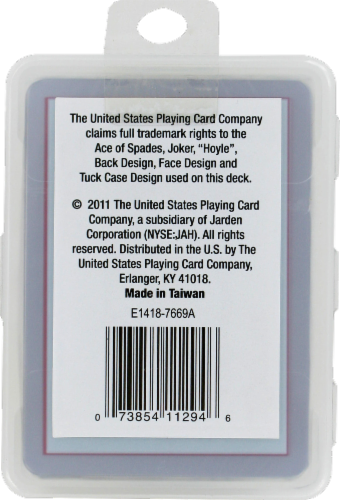 The United States Playing Card Company
claims full trademark rights to the
Ace of Spades, Joker, “Hoyle”,
Back Design, Face Design and
Tuck Case Design used on this deck.
© 2011 The United States Playing Card
Company, a subsidiary of Jarden
Corporation (NYSE:JAH). All rights
reserved. Distributed in the U.S. by The
United States Playing Card Company,
Erlanger, KY 41018.
Made in Taiwan
E1418-7669A
0 73854 11294 6